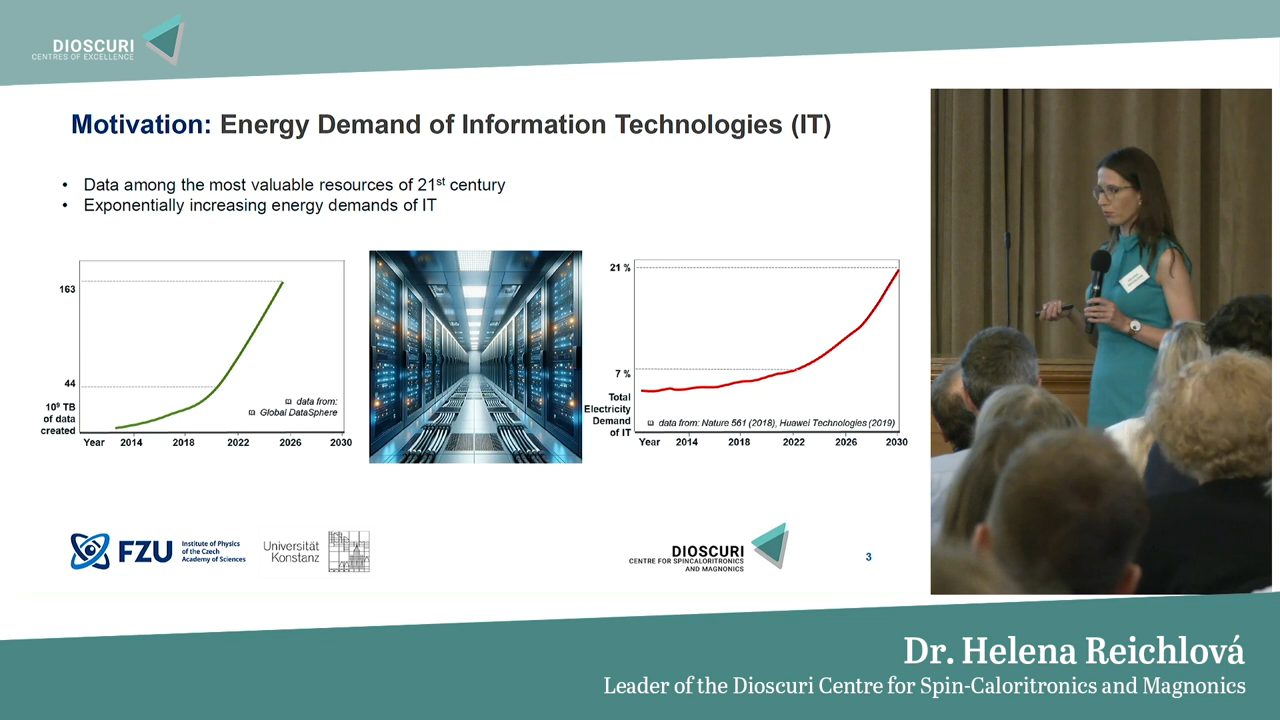 DIOSCURI
CENTRES OF EXCELLENCE
Motivation: Energy Demand of Information Technologies (IT)
• Data among the most valuable resources of 21st century
• Exponentially increasing energy demands of IT
163
44
10⁹ TB
of data
created
data from:
Global DataSphere
Year 2014 2018 2022 2026 2030
21 %
7 %
Total
Electricity
Demand
of IT
data from: Nature 561 (2018), Huawei Technologies (2019)
Year 2014 2018 2022 2026 2030
FZU
Institute of Physics
of the Czech
Academy of Sciences
Universität
Konstanz
DIOSCURI
CENTRE FOR SPINCALORITRONICS
AND MAGNONICS
3
Dr. Helena Reichlová
Leader of the Dioscuri Centre for Spin-Caloritronics and Magnonics